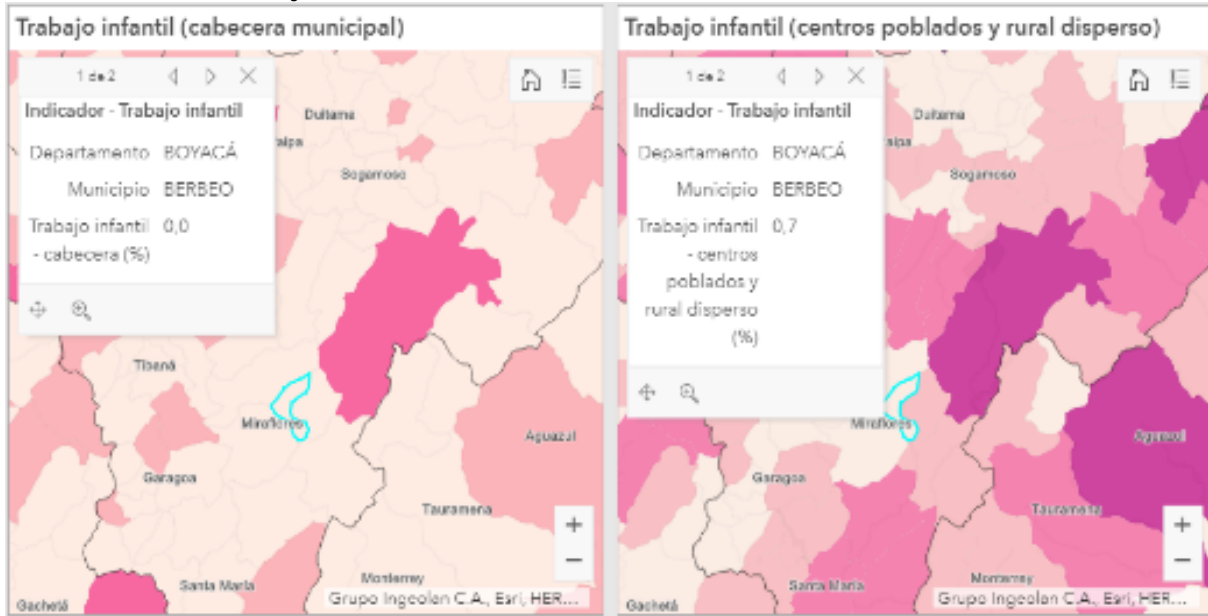 Trabajo infantil (cabecera municipal)
1 de 2
Indicador - Trabajo infantil
Departamento BOYACÁ
Municipio BERBEO
Trabajo infantil 0,0
- cabecera (%)
Duitama
aipa
Sogamoso
Tibaná
Miraflores
Aguazul
Garagoa
Tauramena
+
−
Santa María
Monterrey
Gachetá
Grupo Ingeolan C.A., Esri, HER...
Trabajo infantil (centros poblados y rural disperso)
1 de 2
Indicador - Trabajo infantil
Departamento BOYACÁ
Municipio BERBEO
Trabajo infantil 0,7
- centros
poblados y
rural disperso
(%)
Duitama
aipa
Sogamoso
Miraflores
Aguazul
Garagoa
Tauramena
+
−
Santa María
Monterrey
Gachetá
Grupo Ingeolan C.A., Esri, HER...